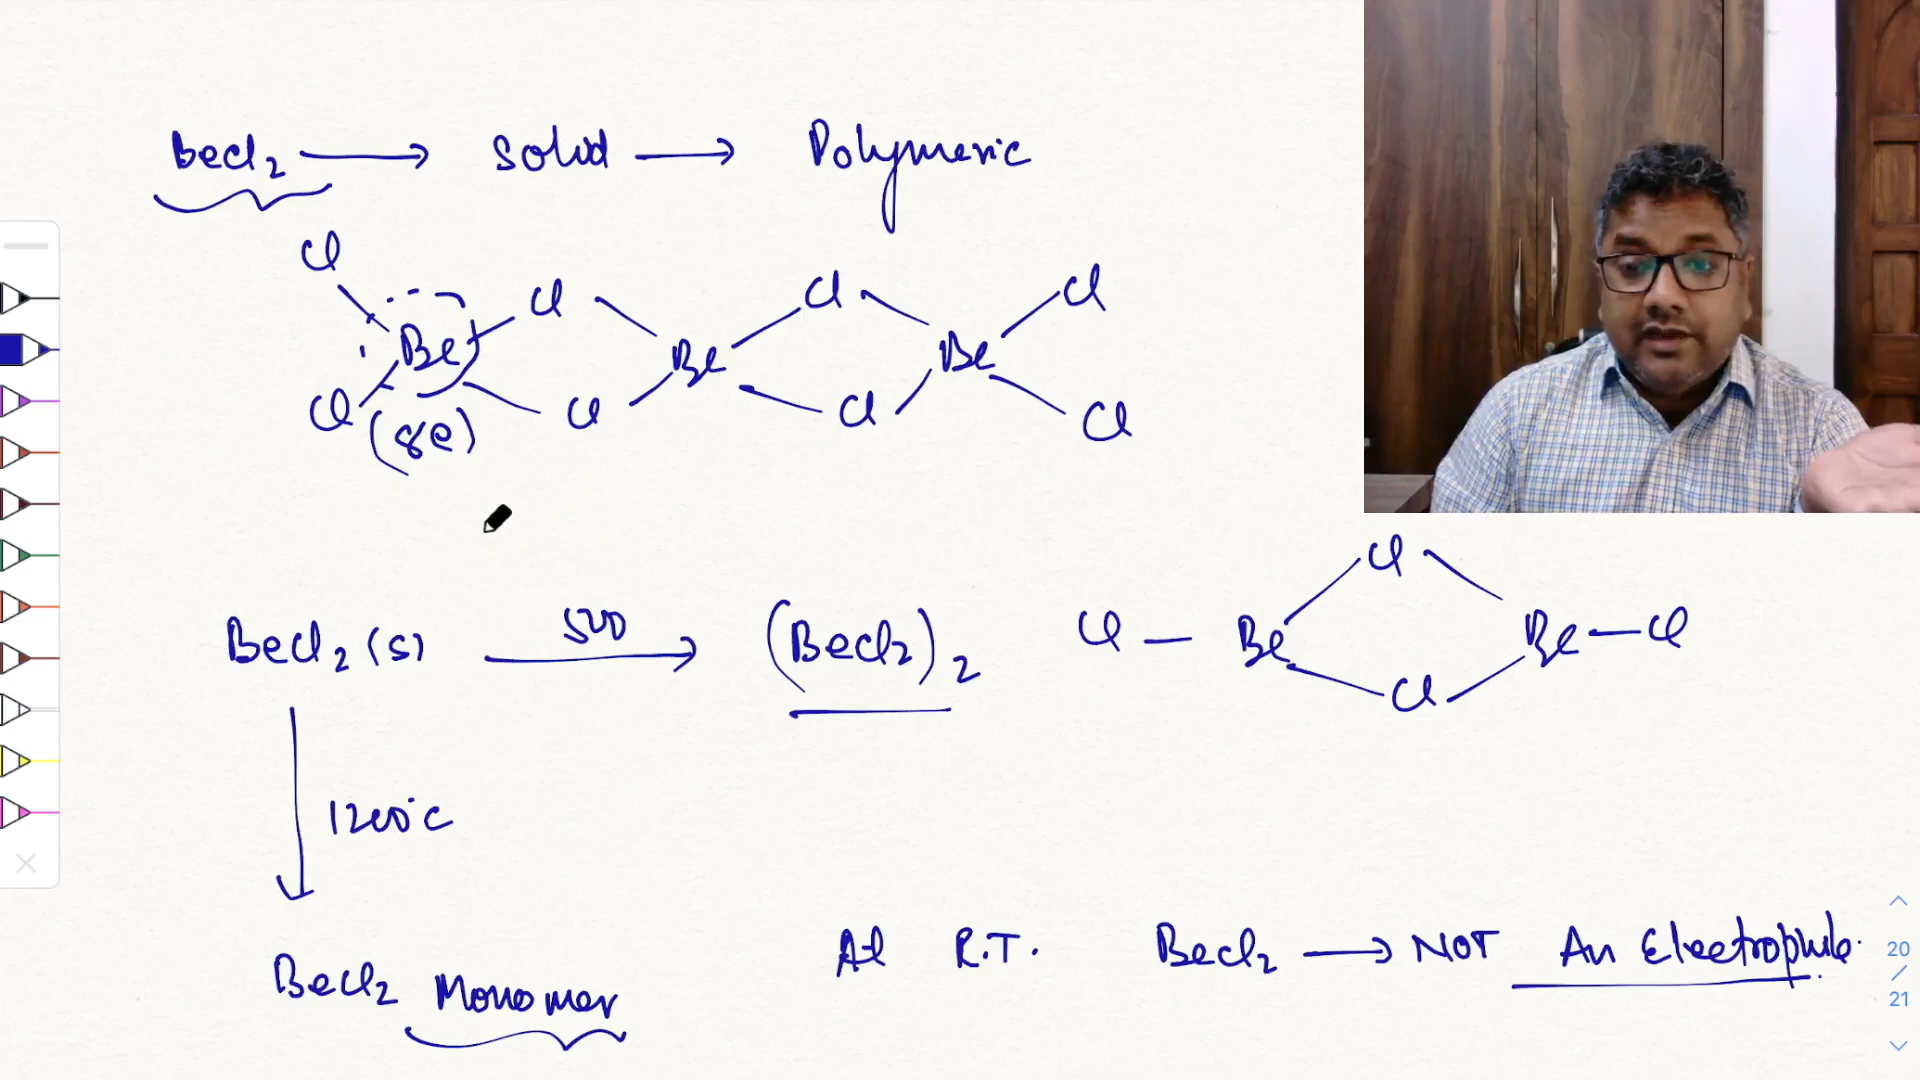 BeCl2 → Solid → Polymeric
Cl
Cl Cl Cl
Be Be Be
Cl Cl Cl Cl
(8e)
Cl
BeCl2 (s) 500 → (BeCl2)2 Cl — Be Be — Cl
Cl
1200°C
At R.T. BeCl2 → NOT An Electrophile.
BeCl2 Monomer
20
/
21